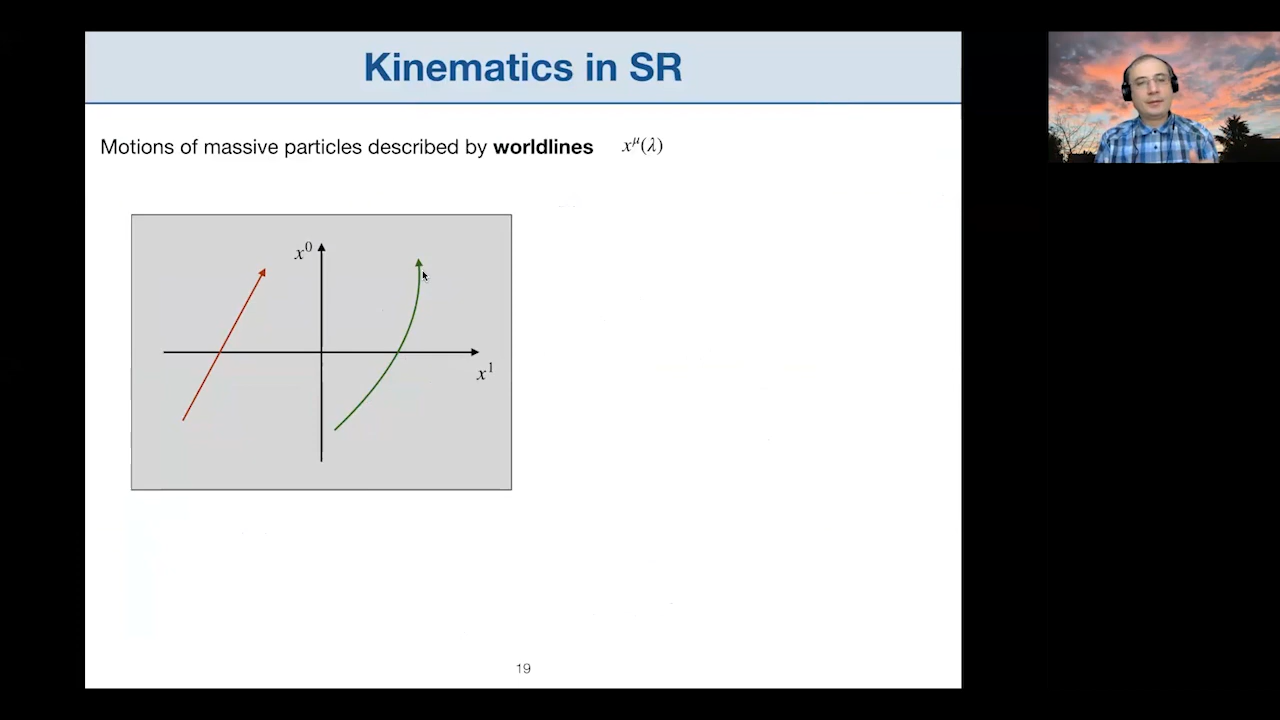 Kinematics in SR
Motions of massive particles described by worldlines x^μ(λ)
x^0
x^1
19